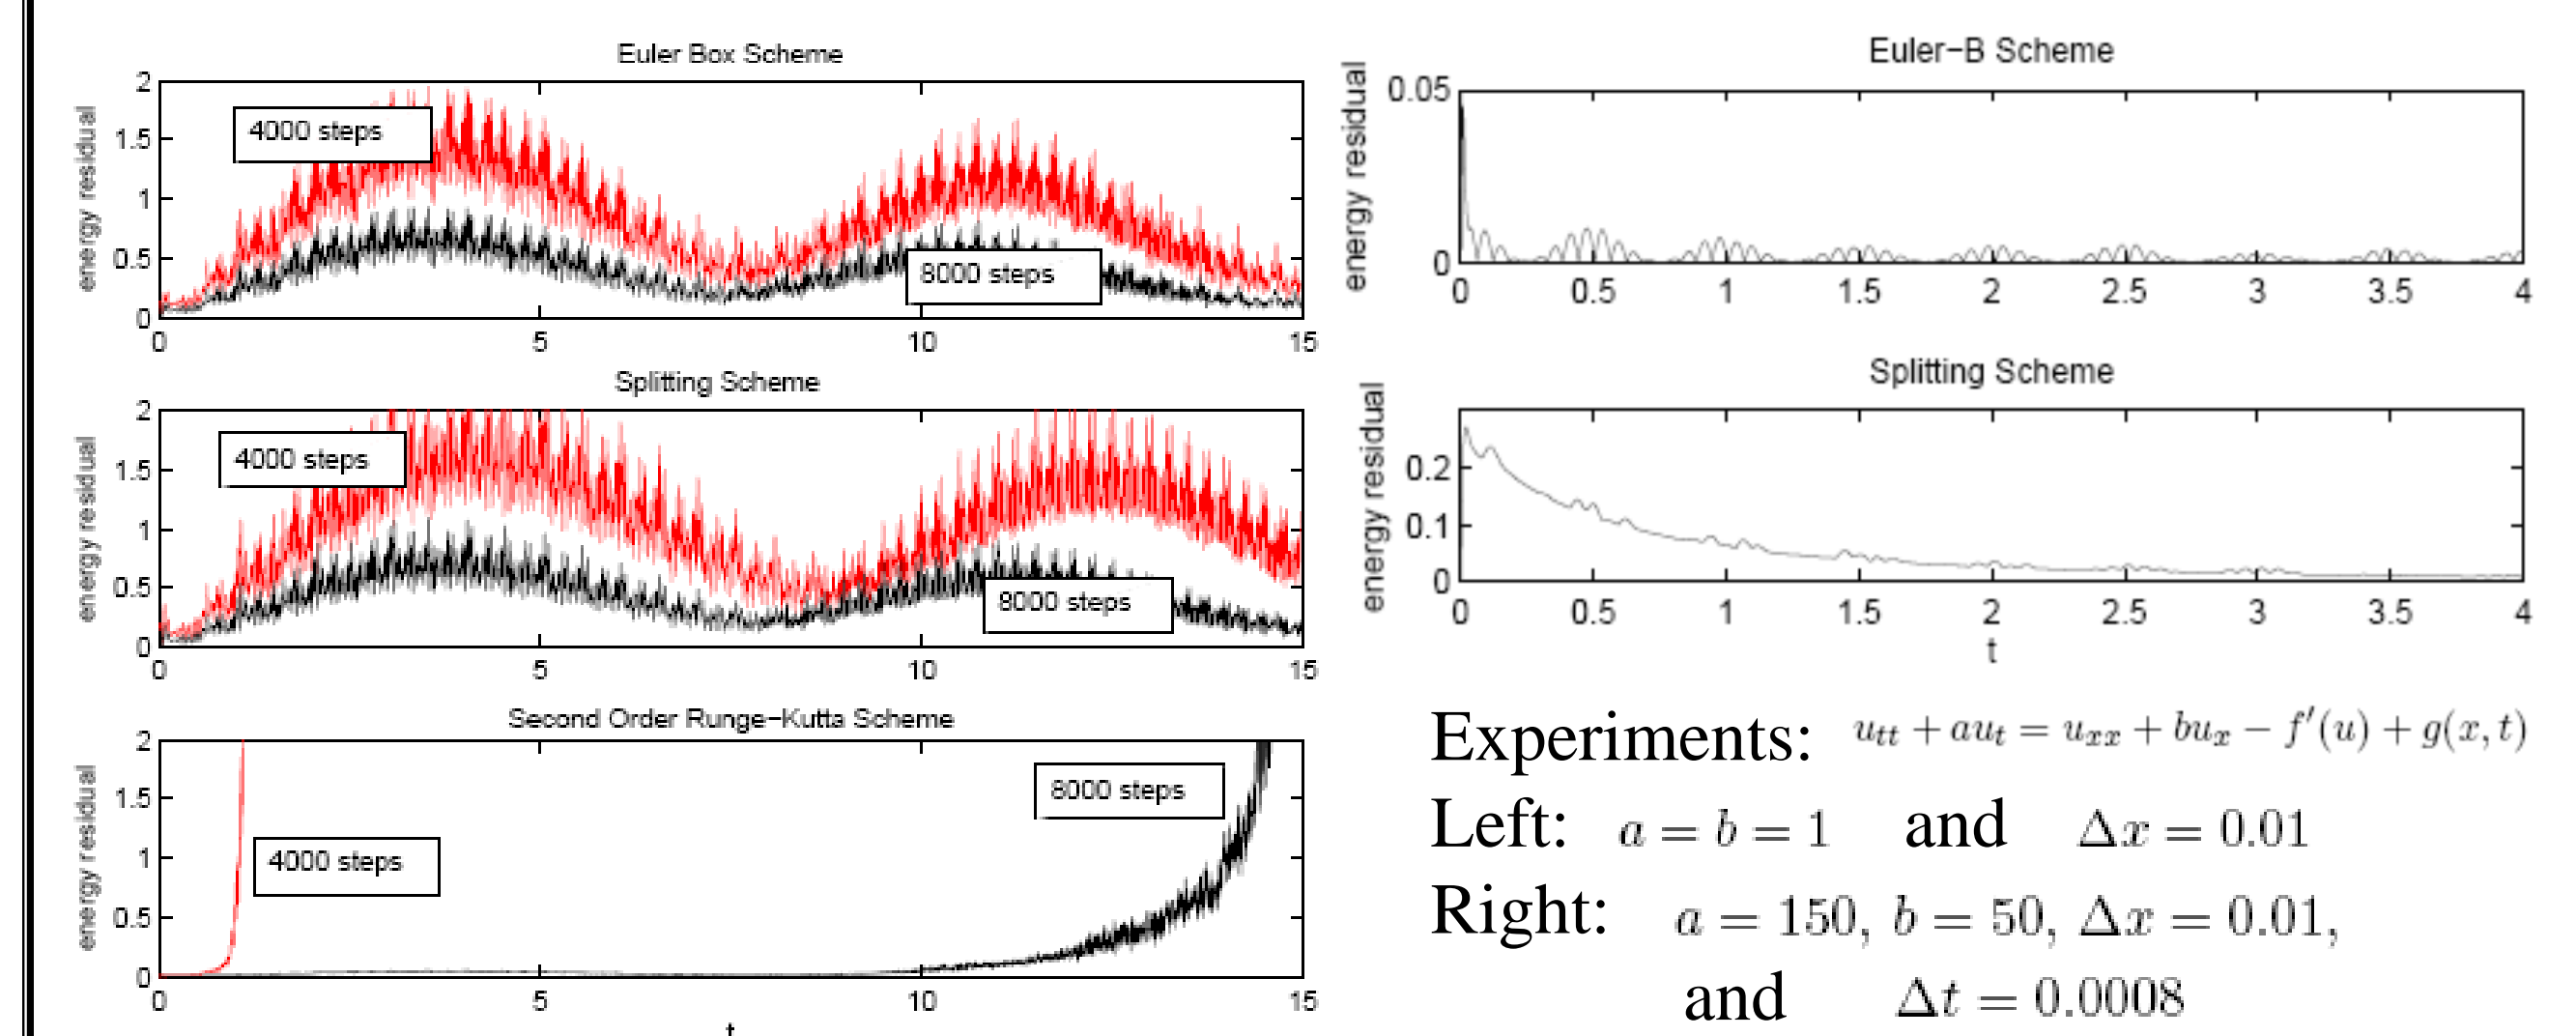 Euler Box Scheme
energy residual
2
1.5
1
0.5
0
4000 steps
8000 steps
0 5 10 15
Splitting Scheme
energy residual
2
1.5
1
0.5
0
4000 steps
8000 steps
0 5 10 15
Second Order Runge-Kutta Scheme
energy residual
2
1.5
1
0.5
0
4000 steps
8000 steps
0 5 10 15
t
Euler-B Scheme
energy residual
0.05
0
0 0.5 1 1.5 2 2.5 3 3.5 4
Splitting Scheme
energy residual
0.2
0.1
0
0 0.5 1 1.5 2 2.5 3 3.5 4
t
Experiments: u_{tt} + au_t = u_{xx} + bu_x − f′(u) + g(x, t)
Left: a = b = 1 and Δx = 0.01
Right: a = 150, b = 50, Δx = 0.01,
and Δt = 0.0008